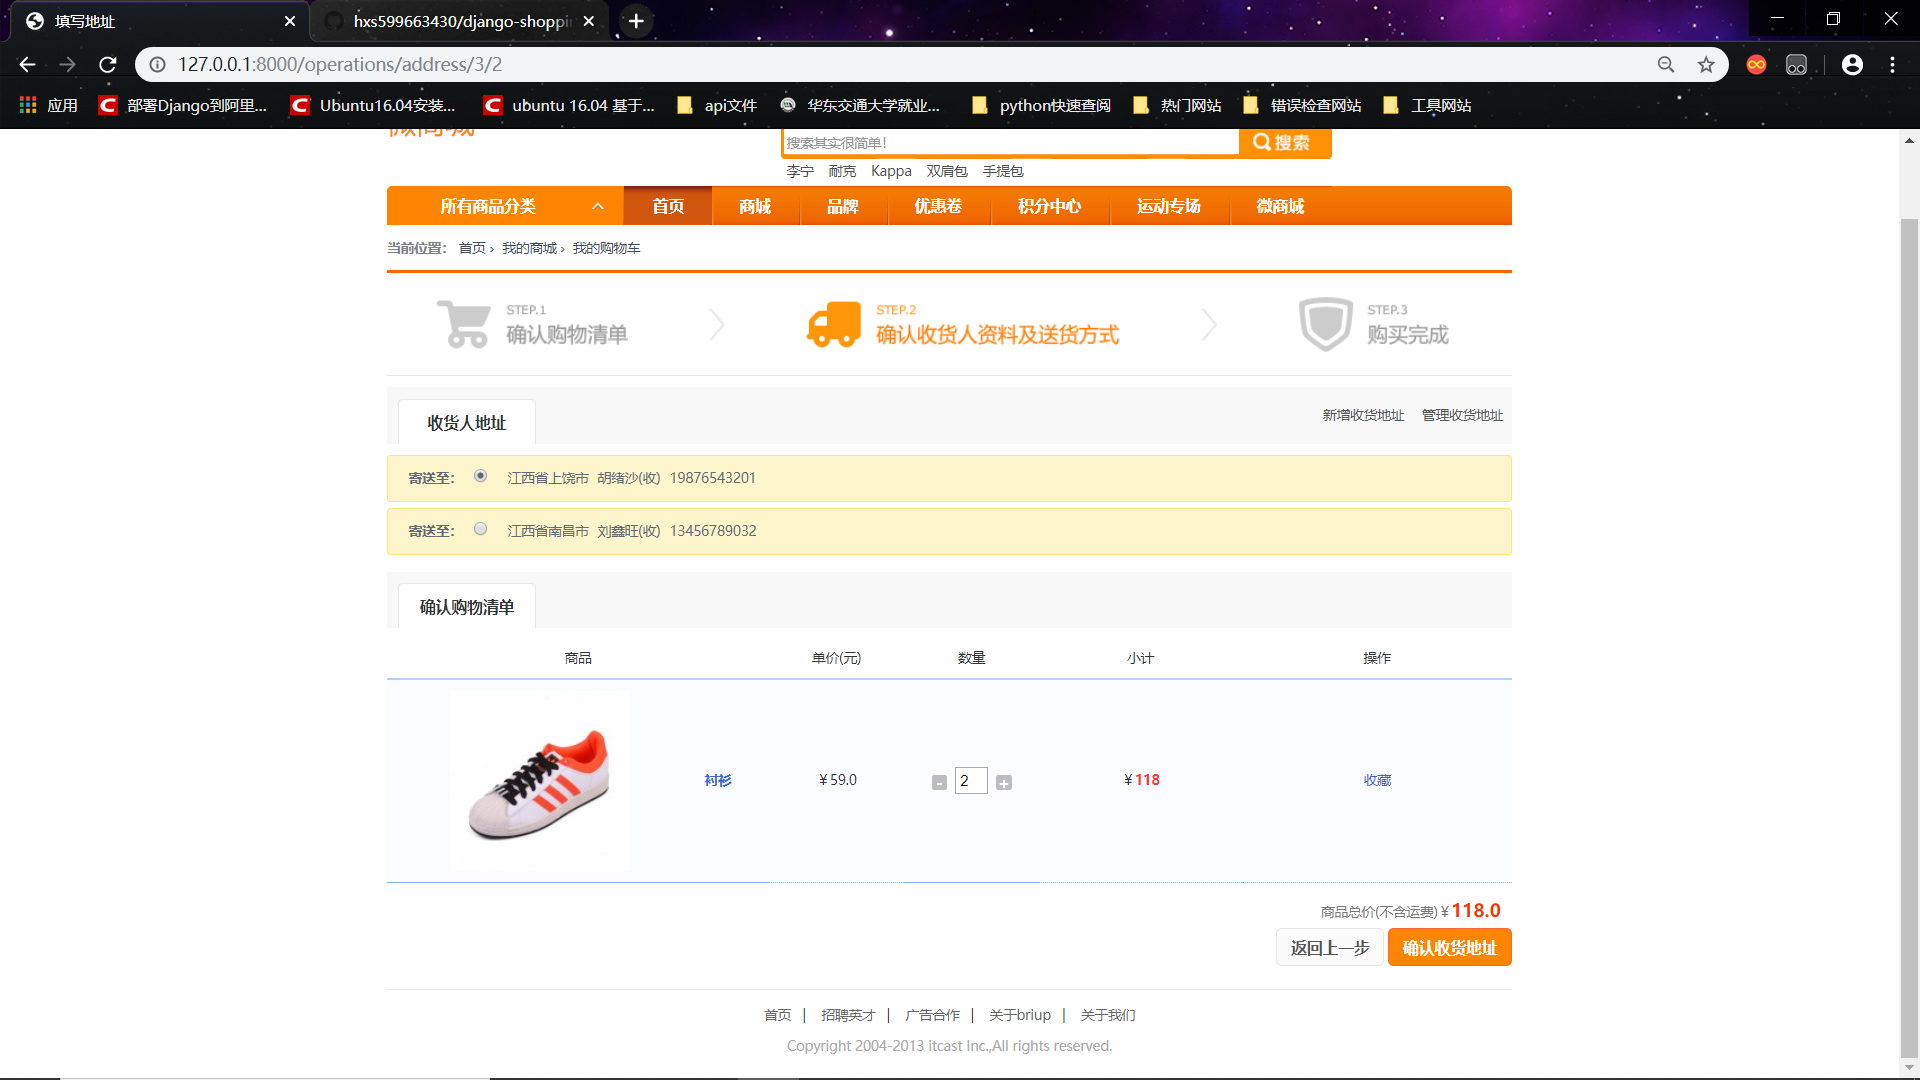 填写地址
hxs599663430/django-shoppin
127.0.0.1:8000/operations/address/3/2
应用 部署Django到阿里... Ubuntu16.04安装... ubuntu 16.04 基于... api文件 华东交通大学就业... python快速查阅 热门网站 错误检查网站 工具网站
微商城
搜索其实很简单! 搜索
李宁 耐克 Kappa 双肩包 手提包
所有商品分类 首页 商城 品牌 优惠卷 积分中心 运动专场 微商城
当前位置: 首页 › 我的商城 › 我的购物车
STEP.1
确认购物清单
STEP.2
确认收货人资料及送货方式
STEP.3
购买完成
收货人地址 新增收货地址 管理收货地址
寄送至: 江西省上饶市 胡绪沙(收) 19876543201
寄送至: 江西省南昌市 刘鑫旺(收) 13456789032
确认购物清单
商品 单价(元) 数量 小计 操作
衬衫 ¥59.0 - 2 + ¥118 收藏
商品总价(不含运费)¥118.0
返回上一步 确认收货地址
首页 | 招聘英才 | 广告合作 | 关于briup | 关于我们
Copyright 2004-2013 itcast Inc.,All rights reserved.